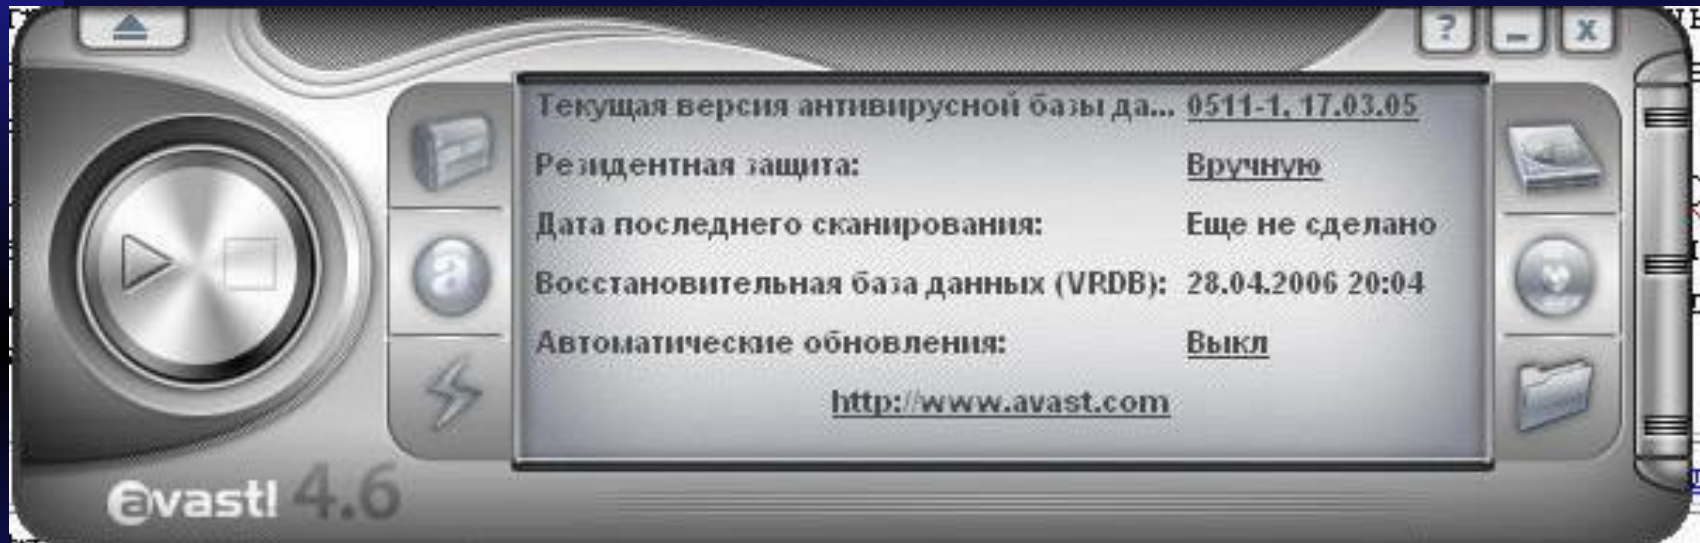 ?
x
Текущая версия антивирусной базы да... 0511-1, 17.03.05
Резидентная защита: Вручную
Дата последнего сканирования: Еще не сделано
Восстановительная база данных (VRDB): 28.04.2006 20:04
Автоматические обновления: Выкл
http://www.avast.com
a
avast! 4.6